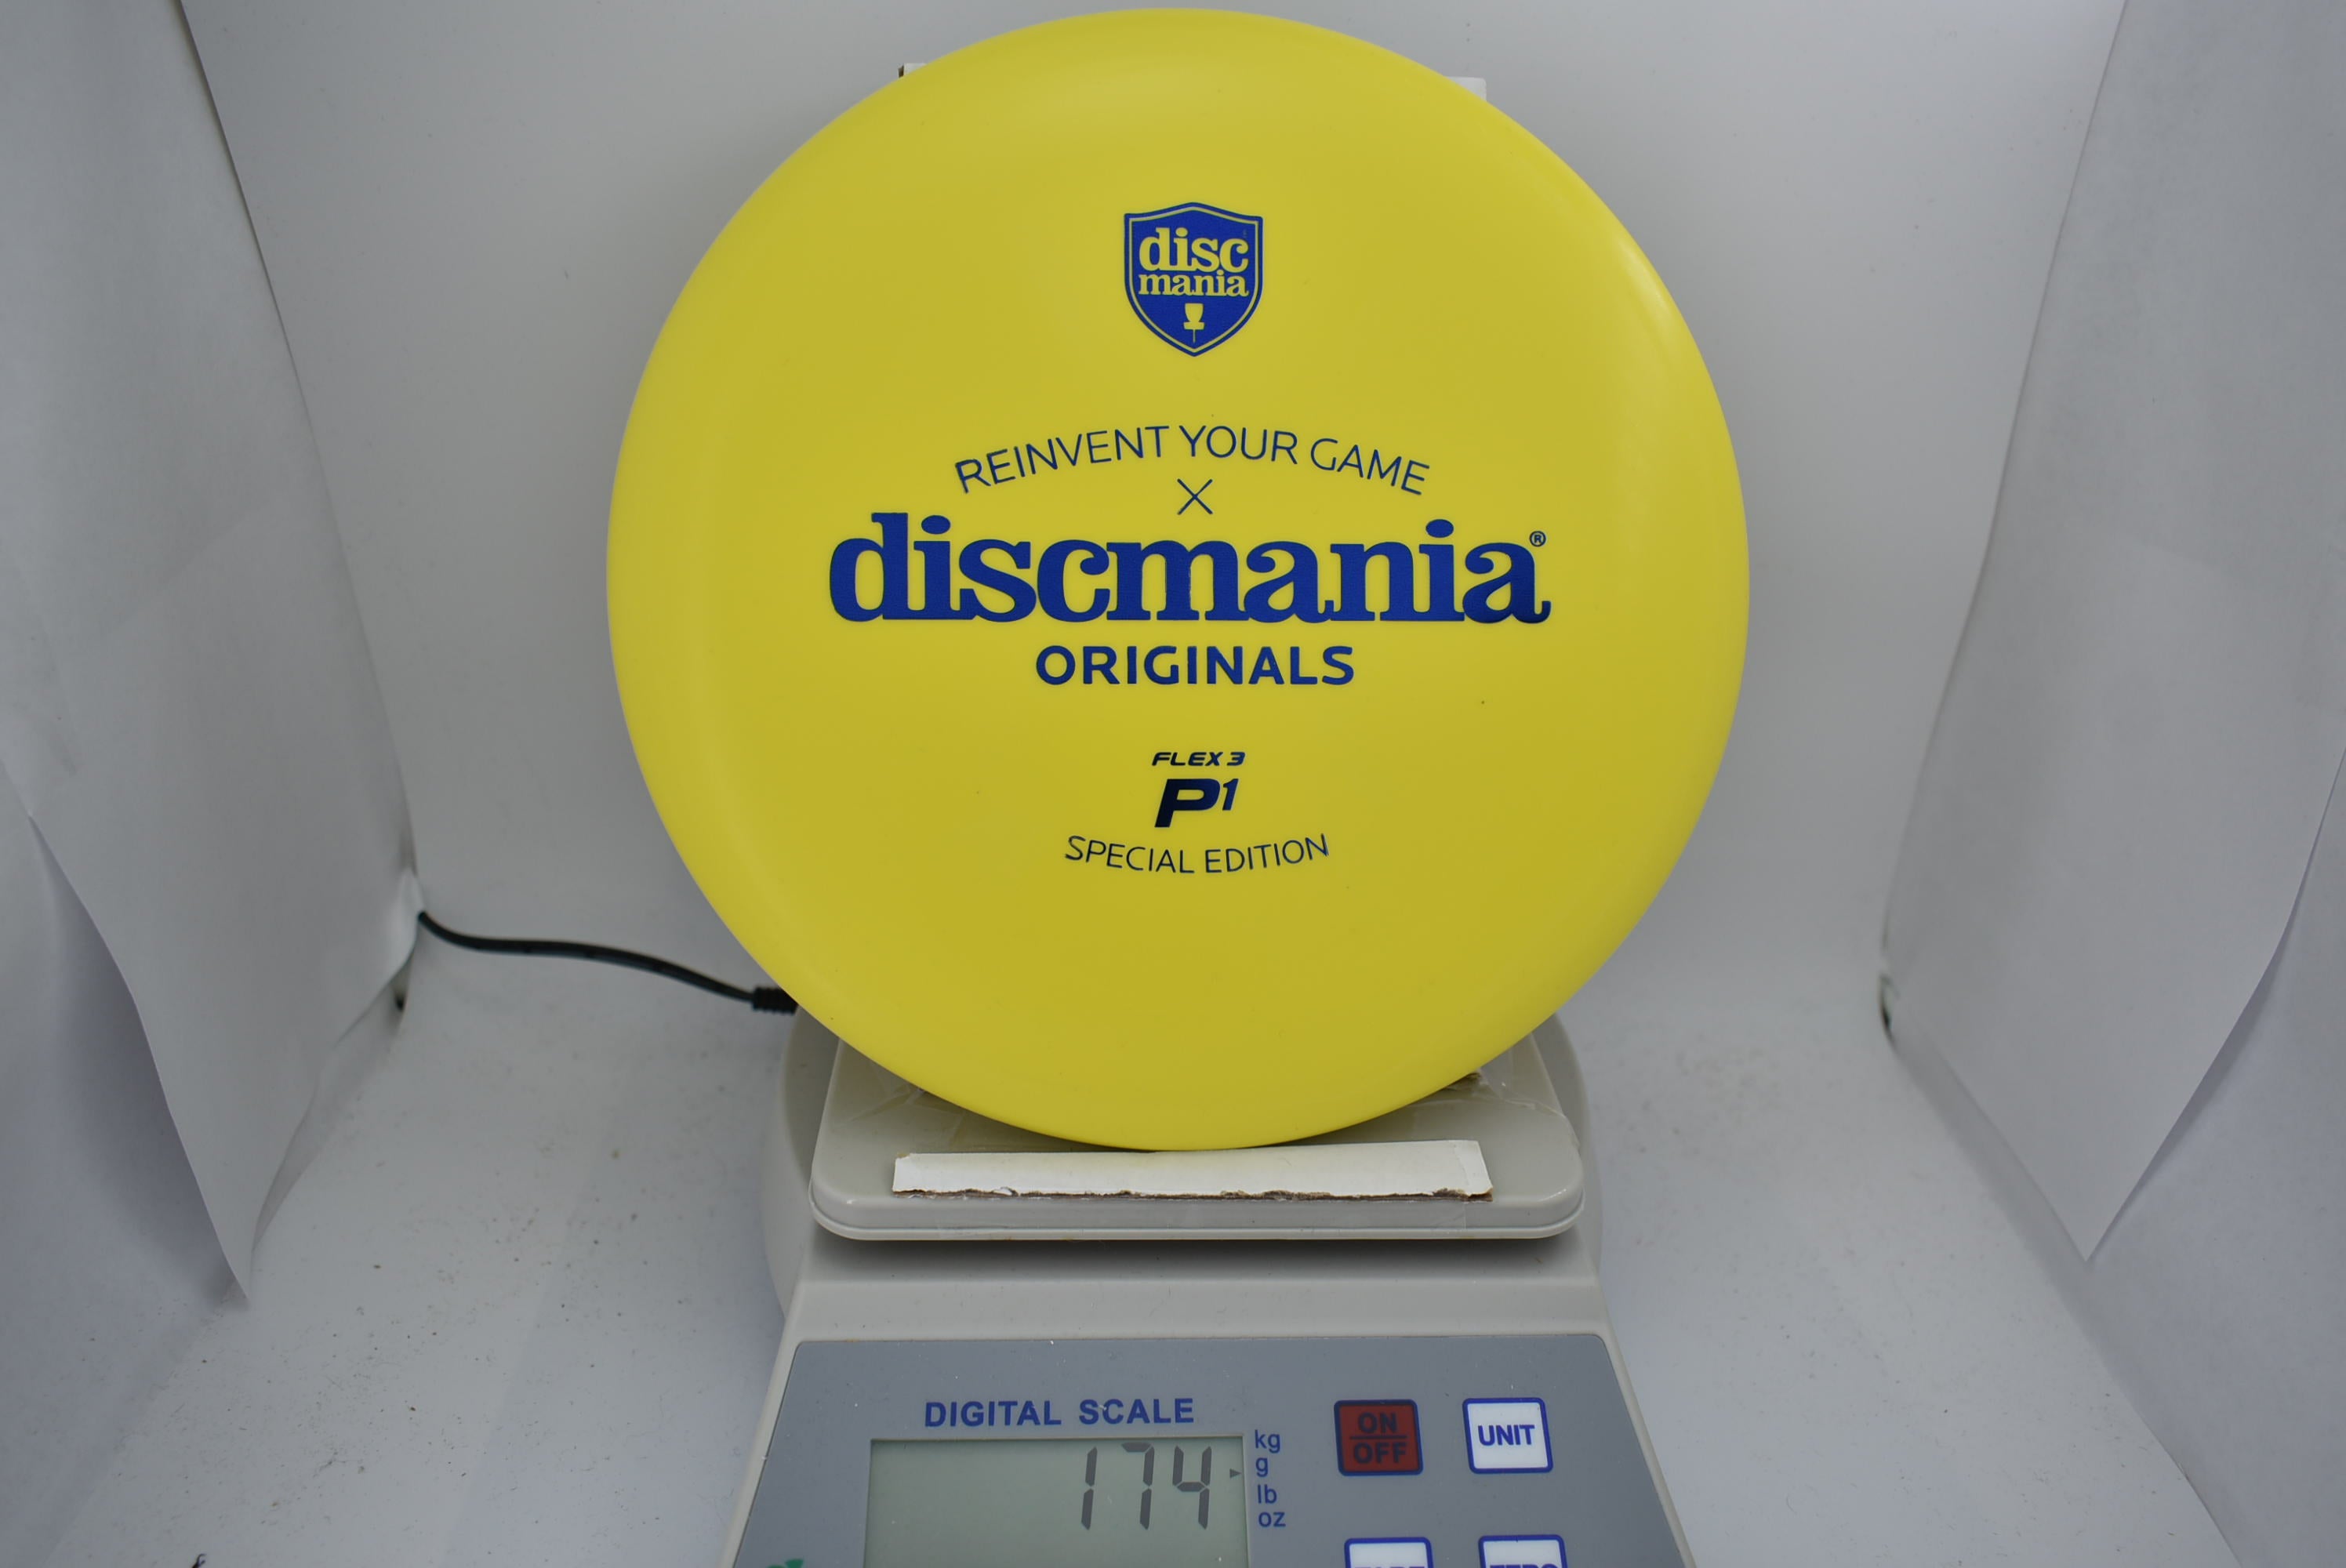 disc
mania
REINVENT YOUR GAME
X
discmania®
ORIGINALS
FLEX 3
P1
SPECIAL EDITION
DIGITAL SCALE
174
kg
g
lb
oz
ON
OFF
UNIT